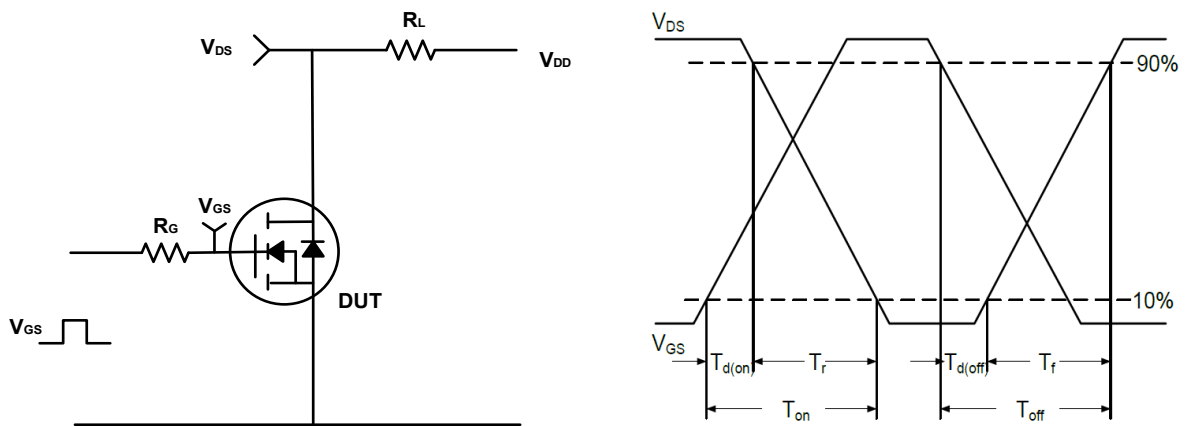 RL
VDS
VDD
VGS
RG
DUT
VGS
VDS
90%
10%
VGS
Td(on)
Tr
Td(off)
Tf
Ton
Toff